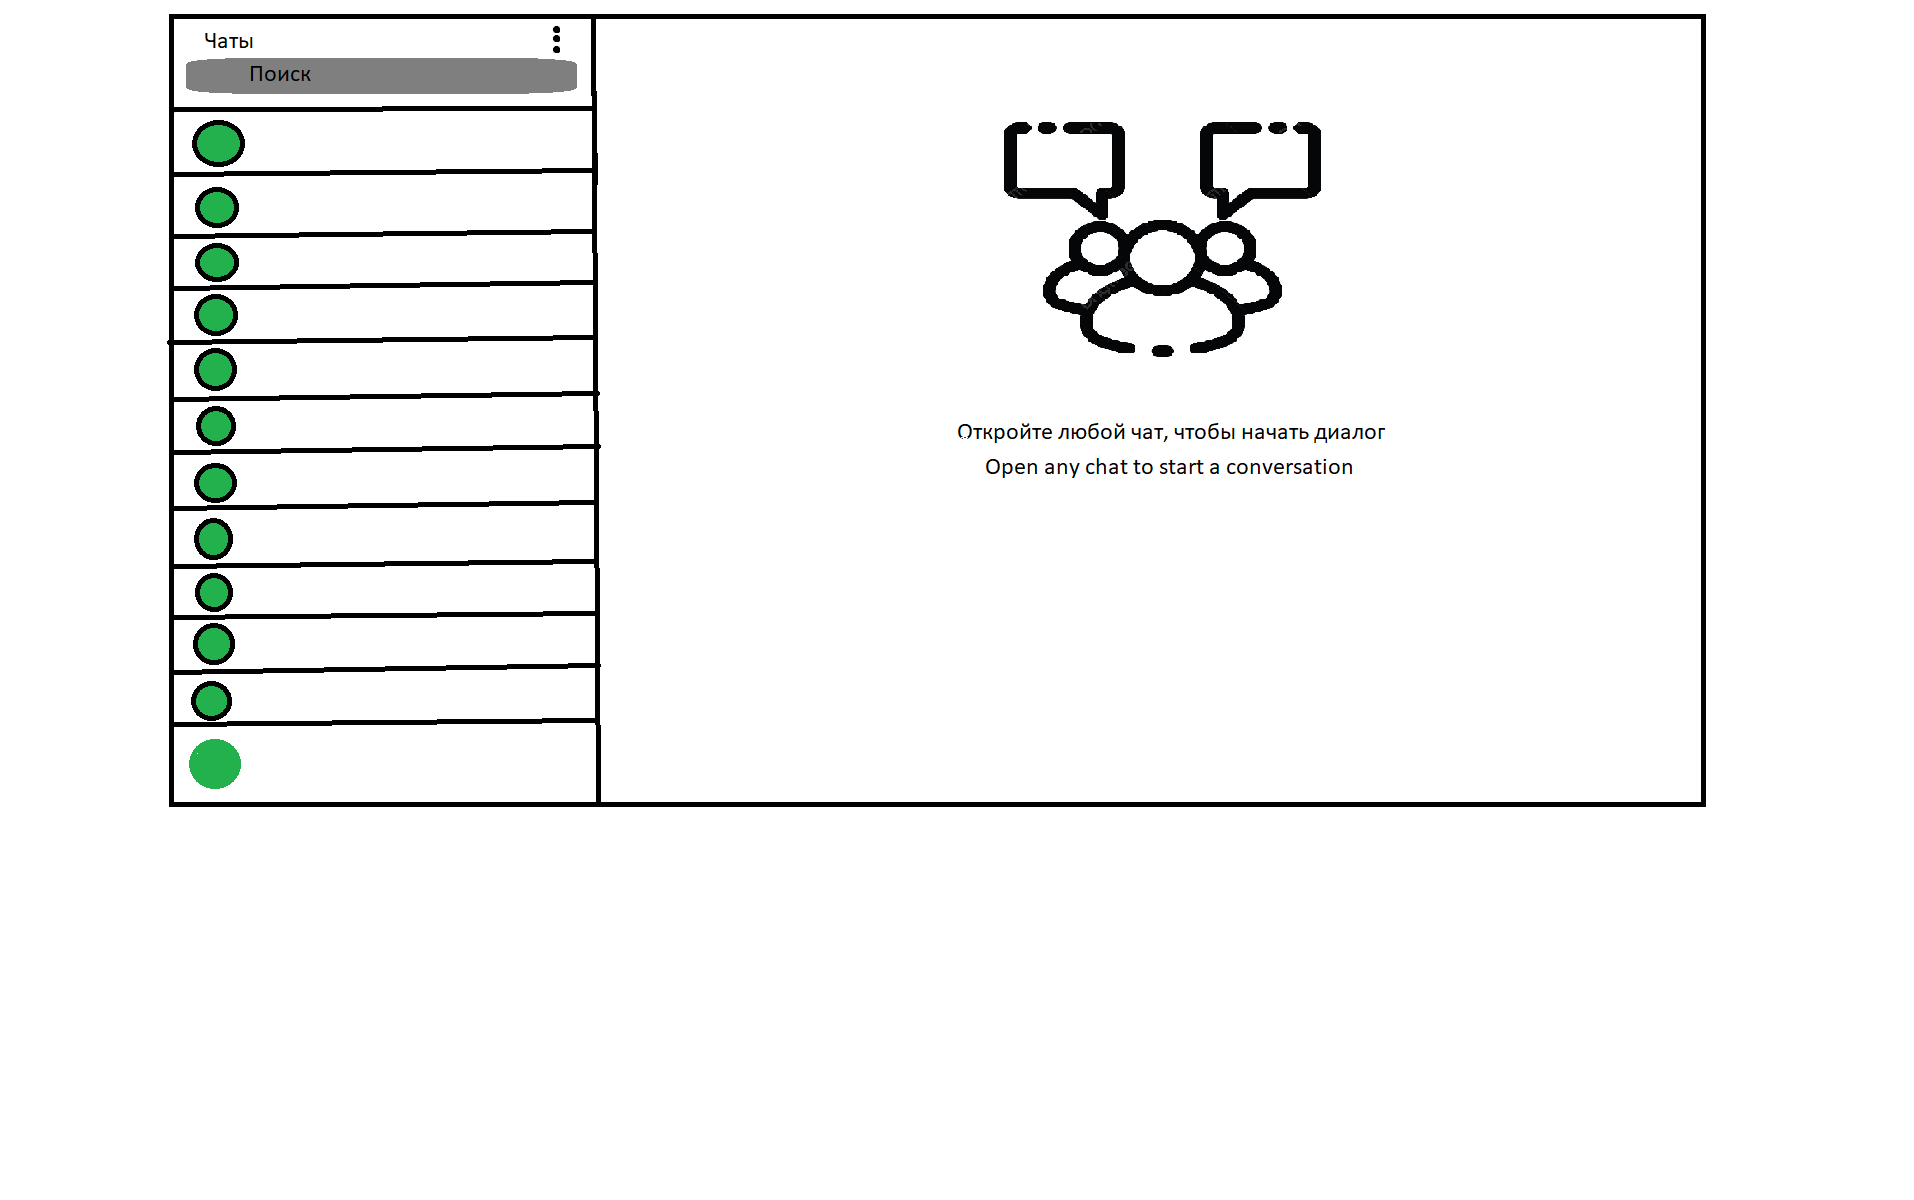 Чаты
Поиск
Откройте любой чат, чтобы начать диалог
Open any chat to start a conversation